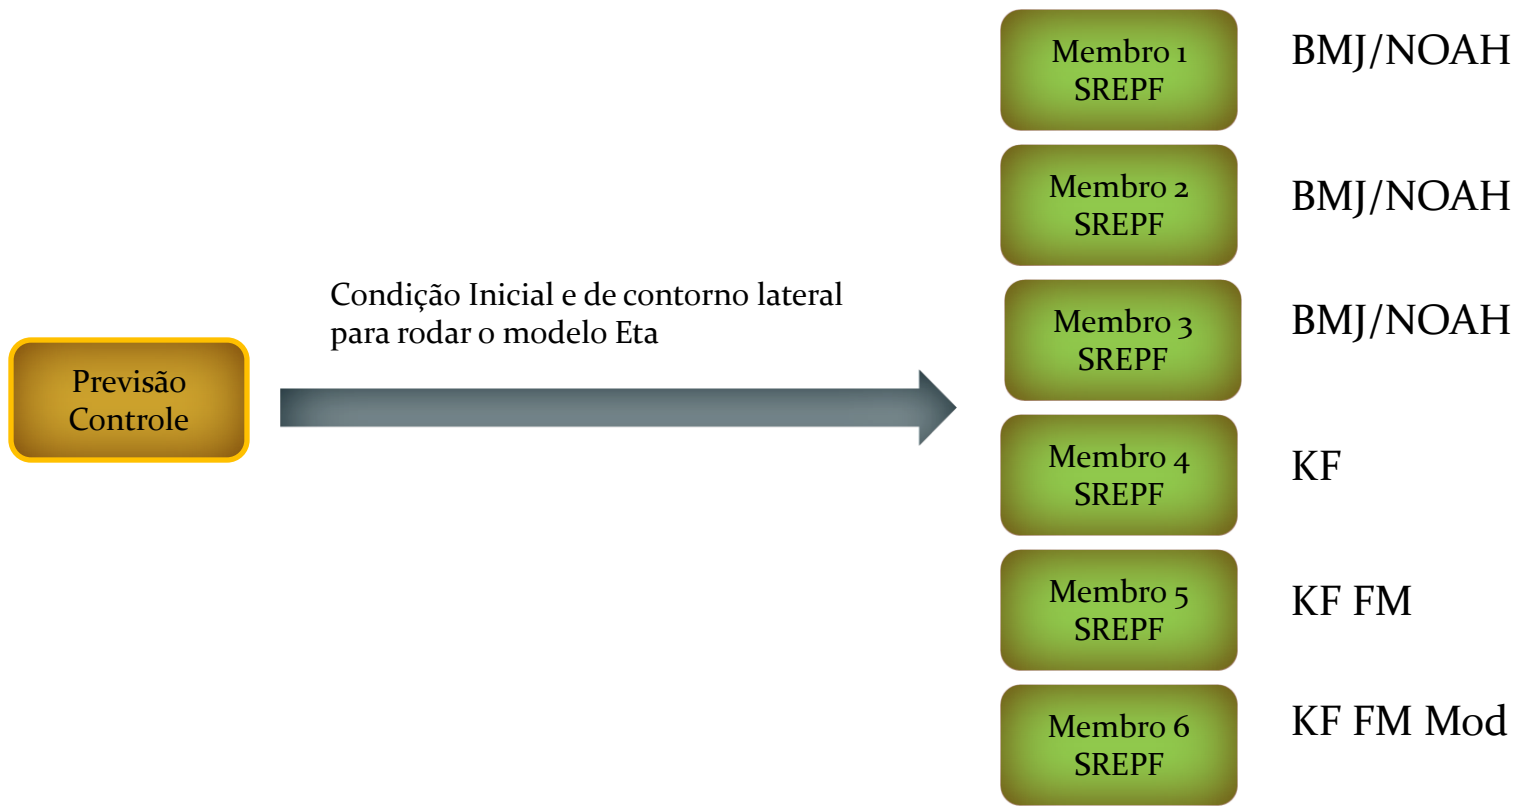 Membro 1
SREPF
BMJ/NOAH
Membro 2
SREPF
BMJ/NOAH
Condição Inicial e de contorno lateral
para rodar o modelo Eta
Membro 3
SREPF
BMJ/NOAH
Previsão
Controle
Membro 4
SREPF
KF
Membro 5
SREPF
KF FM
Membro 6
SREPF
KF FM Mod